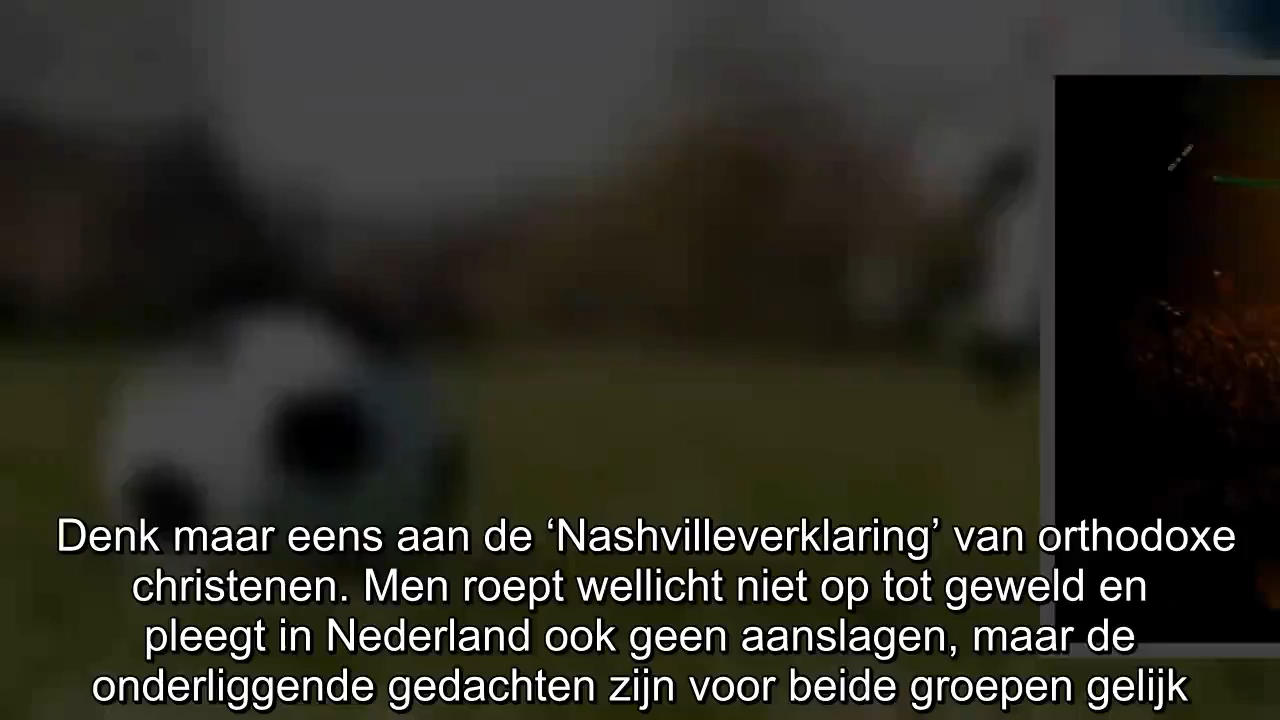 Denk maar eens aan de ‘Nashvilleverklaring’ van orthodoxe
christenen. Men roept wellicht niet op tot geweld en
pleegt in Nederland ook geen aanslagen, maar de
onderliggende gedachten zijn voor beide groepen gelijk